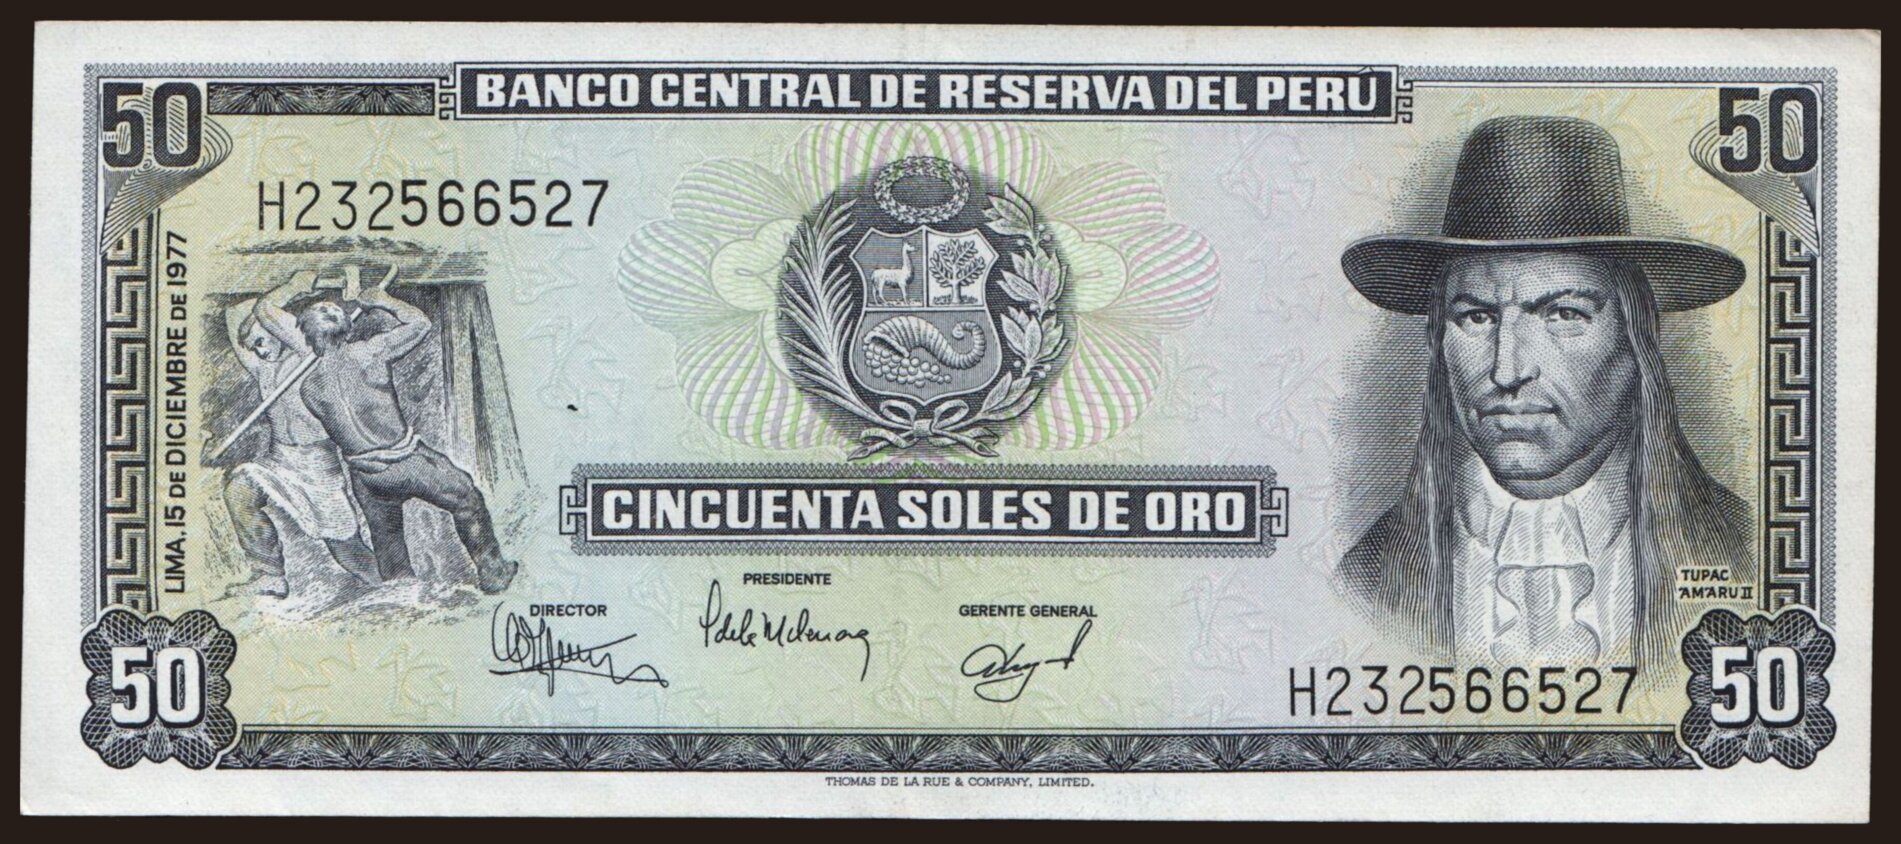 BANCO CENTRAL DE RESERVA DEL PERÚ
50
50
H232566527
LIMA, 15 DE DICIEMBRE DE 1977
CINCUENTA SOLES DE ORO
TUPAC
AMARU II
PRESIDENTE
DIRECTOR
GERENTE GENERAL
H232566527
50
50
THOMAS DE LA RUE & COMPANY, LIMITED.